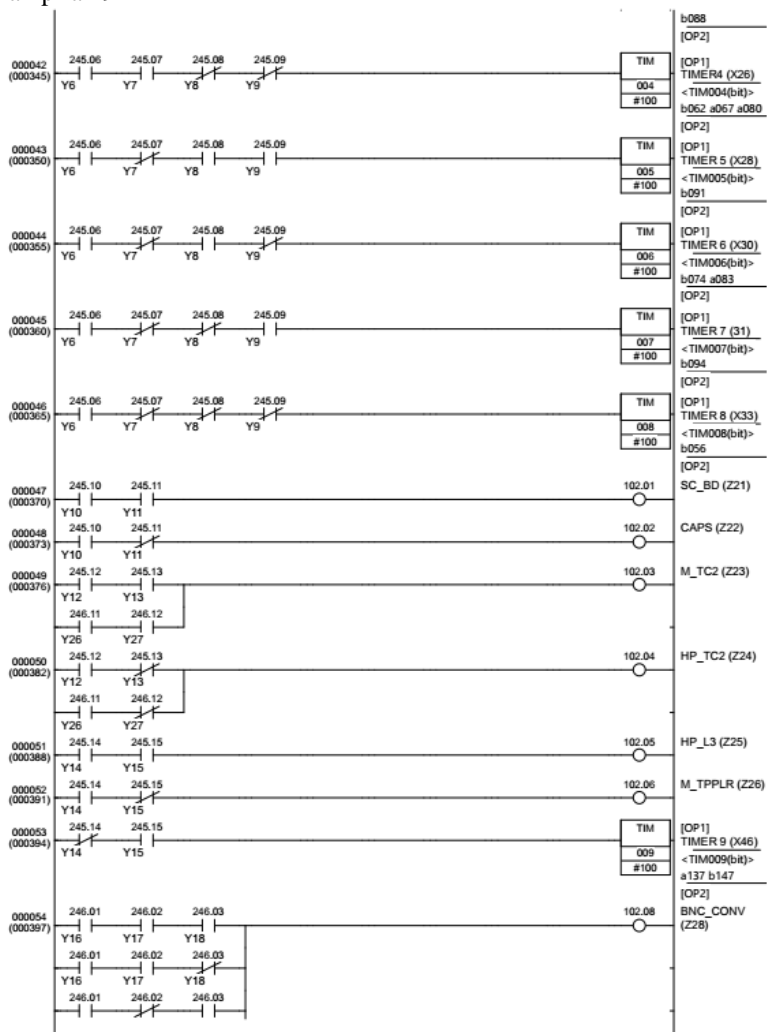 b088
[OP2]
000042 245.06 245.07 245.08 245.09 TIM [OP1]
(000345) Y6 Y7 Y8 Y9 004 TIMER4 (X26)
#100 <TIM004(bit)>
b062 a067 a080
[OP2]
000043 245.06 245.07 245.08 245.09 TIM [OP1]
(000350) Y6 Y7 Y8 Y9 005 TIMER 5 (X28)
#100 <TIM005(bit)>
b091
[OP2]
000044 245.06 245.07 245.08 245.09 TIM [OP1]
(000355) Y6 Y7 Y8 Y9 006 TIMER 6 (X30)
#100 <TIM006(bit)>
b074 a083
[OP2]
000045 245.06 245.07 245.08 245.09 TIM [OP1]
(000360) Y6 Y7 Y8 Y9 007 TIMER 7 (31)
#100 <TIM007(bit)>
b094
[OP2]
000046 245.06 245.07 245.08 245.09 TIM [OP1]
(000365) Y6 Y7 Y8 Y9 008 TIMER 8 (X33)
#100 <TIM008(bit)>
b056
[OP2]
000047 245.10 245.11 102.01 SC_BD (Z21)
(000370) Y10 Y11
000048 245.10 245.11 102.02 CAPS (Z22)
(000373) Y10 Y11
000049 245.12 245.13 102.03 M_TC2 (Z23)
(000376) Y12 Y13
246.11 246.12
Y26 Y27
000050 245.12 245.13 102.04 HP_TC2 (Z24)
(000382) Y12 Y13
246.11 246.12
Y26 Y27
000051 245.14 245.15 102.05 HP_L3 (Z25)
(000388) Y14 Y15
000052 245.14 245.15 102.06 M_TPPLR (Z26)
(000391) Y14 Y15
000053 245.14 245.15 TIM [OP1]
(000394) Y14 Y15 009 TIMER 9 (X46)
#100 <TIM009(bit)>
a137 b147
[OP2]
000054 246.01 246.02 246.03 102.08 BNC_CONV
(000397) Y16 Y17 Y18 (Z28)
246.01 246.02 246.03
Y16 Y17 Y18
246.01 246.02 246.03